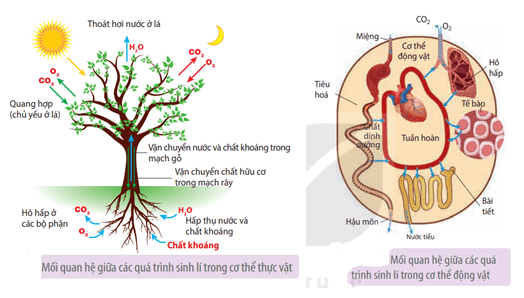 Thoát hơi nước ở lá
H₂O
CO₂
O₂
O₂
CO₂
Quang hợp
(chủ yếu ở lá)
Vận chuyển nước và chất khoáng trong
mạch gỗ
Vận chuyển chất hữu cơ
trong mạch rây
Hô hấp ở
các bộ phận
CO₂
O₂
H₂O
Hấp thụ nước và
chất khoáng
Chất khoáng
Mối quan hệ giữa các quá trình sinh lí trong cơ thể thực vật
CO₂
O₂
Miệng
Cơ thể
động vật
Hô
hấp
Tiêu
hoá
Tế bào
Chất
dinh
dưỡng
Tuần hoàn
Bài
tiết
Hậu môn
Nước tiểu
Mối quan hệ giữa các quá
trình sinh lí trong cơ thể động vật